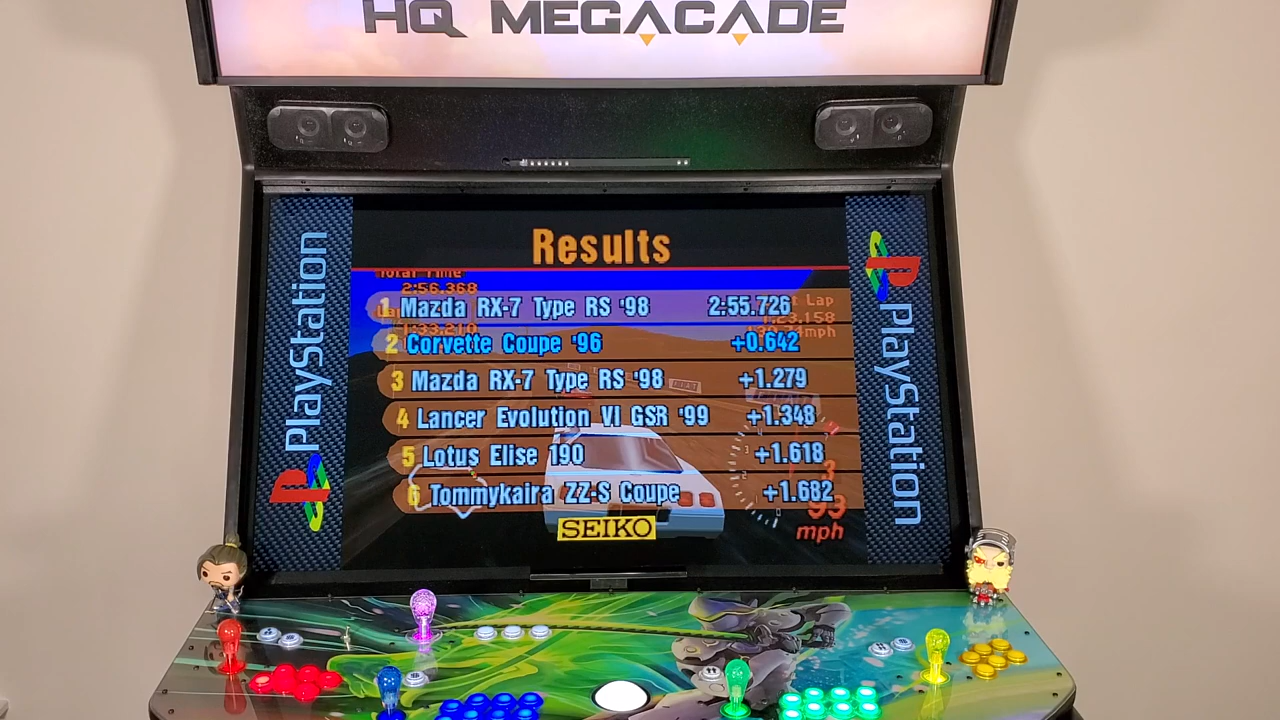 HQ MEGACADE
PlayStation
Results
Total Time
2:56.368
1 Mazda RX-7 Type RS '98 2:55.726
Lap
1:23.158
1:33.210
mph
2 Corvette Coupe '96 +0.642
3 Mazda RX-7 Type RS '98 +1.279
4 Lancer Evolution VI GSR '99 +1.348
5 Lotus Elise 190 +1.618
6 Tommykaira ZZ-S Coupe +1.682
93
mph
SEIKO
PlayStation